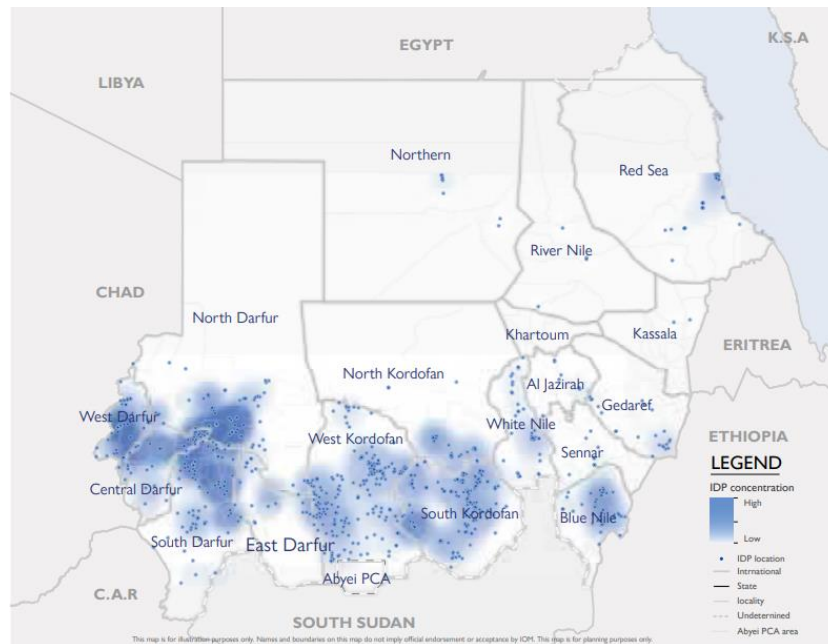 K.S.A
EGYPT
LIBYA
Northern
Red Sea
River Nile
CHAD
North Darfur
Khartoum
Kassala
ERITREA
North Kordofan
Al Jazirah
Gedaref
West Darfur
White Nile
West Kordofan
ETHIOPIA
Sennar
LEGEND
IDP concentration
High
Low
Central Darfur
South Kordofan
Blue Nile
South Darfur
East Darfur
IDP location
Intrnational
State
locality
Undeternined
Abyei PCA area
Abyei PCA
C.A.R
SOUTH SUDAN
This map is for illustration purposes only. Names and boundaries on this map do not imply official endorsement or acceptance by IOM. This map is for planning purposes only.